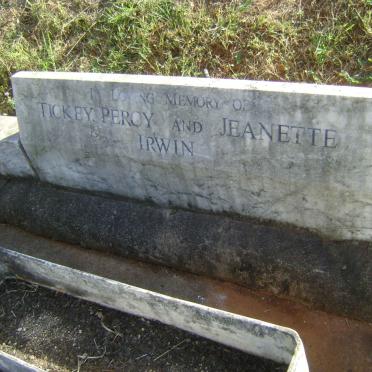 In Loving Memory of
Tickey, Percy and Jeanette
Irwin